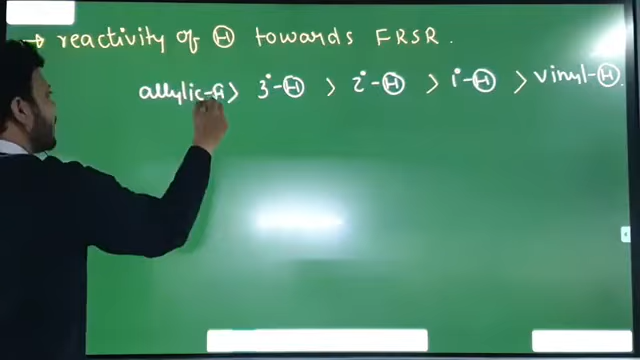 → reactivity of Ⓗ towards FRSR.
allylic-Ⓗ > 3°-Ⓗ > 2°-Ⓗ > 1°-Ⓗ > vinyl-Ⓗ.